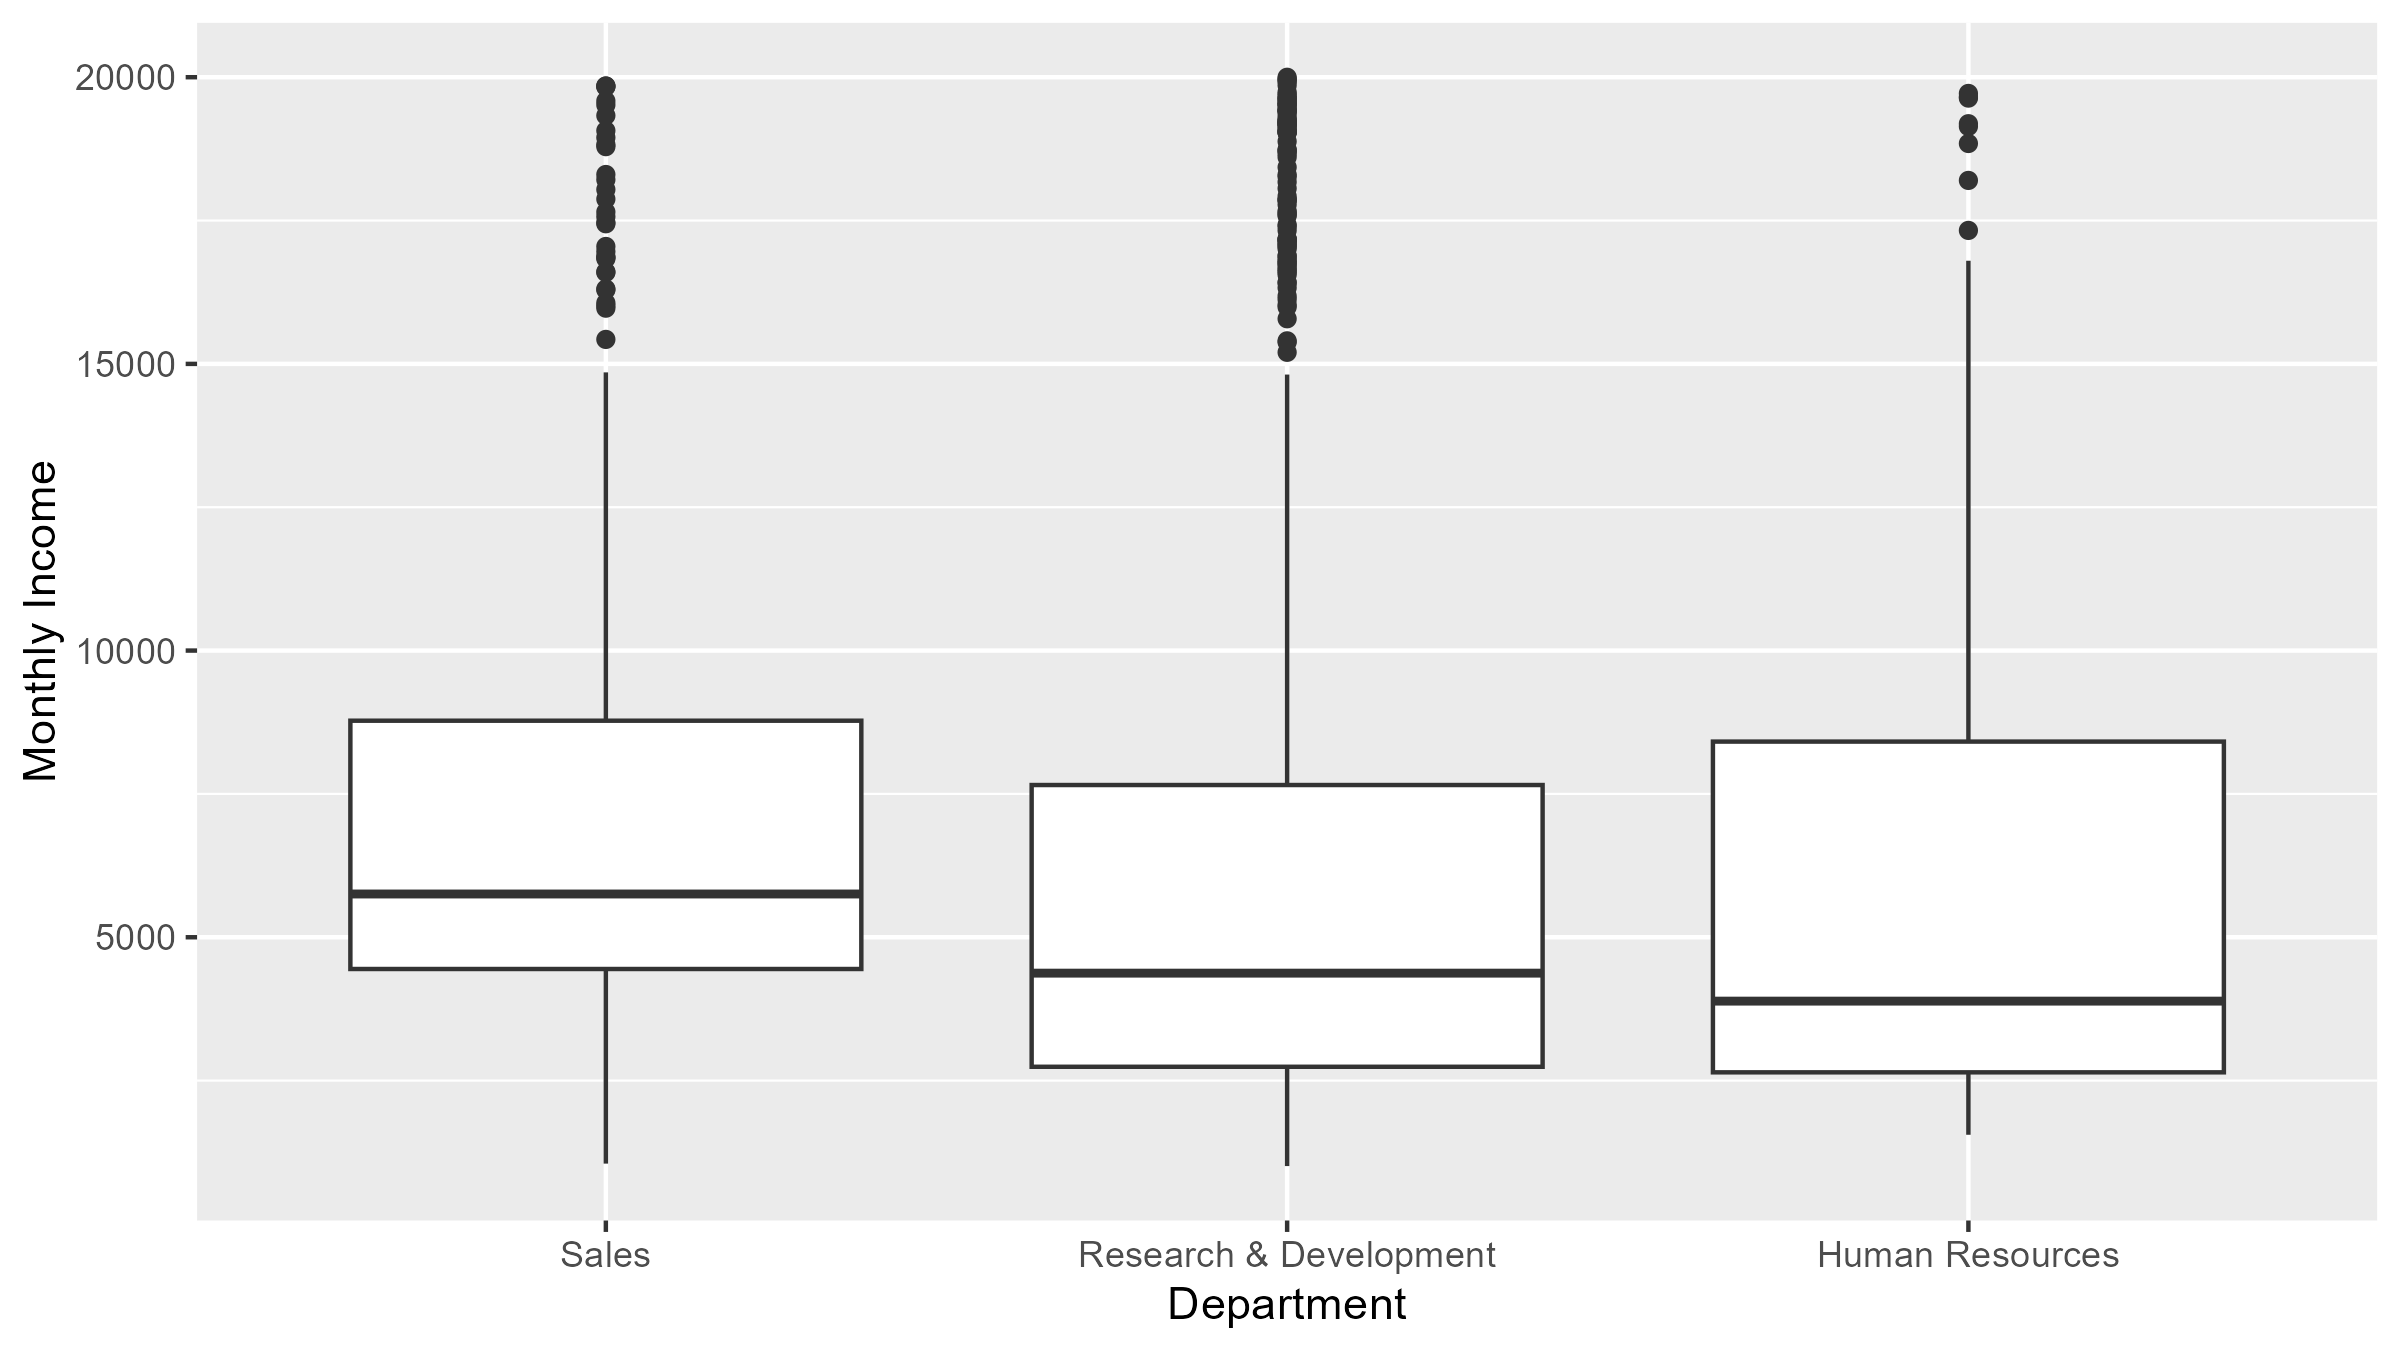 Monthly Income
20000
15000
10000
5000
Sales
Research & Development
Human Resources
Department